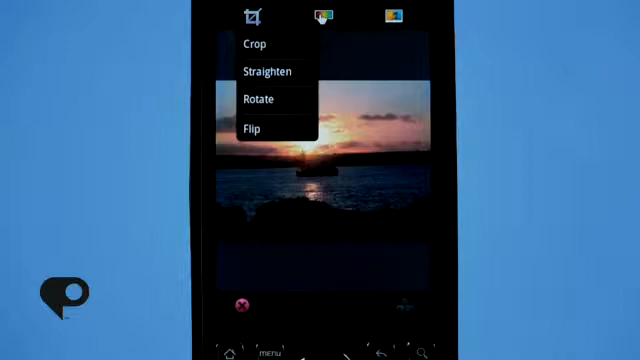 Crop
Straighten
Rotate
Flip
MENU